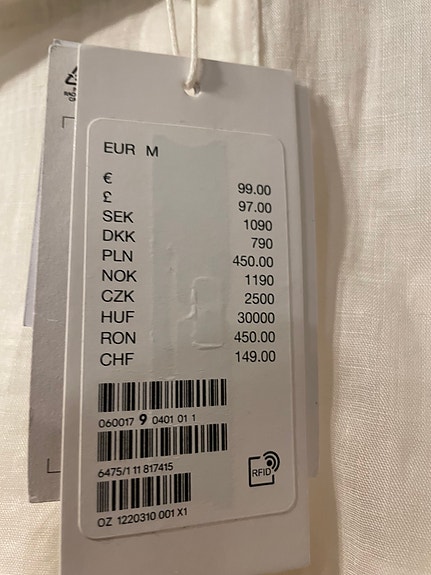 EUR M
€ 99.00
£ 97.00
SEK 1090
DKK 790
PLN 450.00
NOK 1190
CZK 2500
HUF 30000
RON 450.00
CHF 149.00
060017 9 0401 01 1
6475/1 11 817415
RFID
OZ 1220310 001 X1